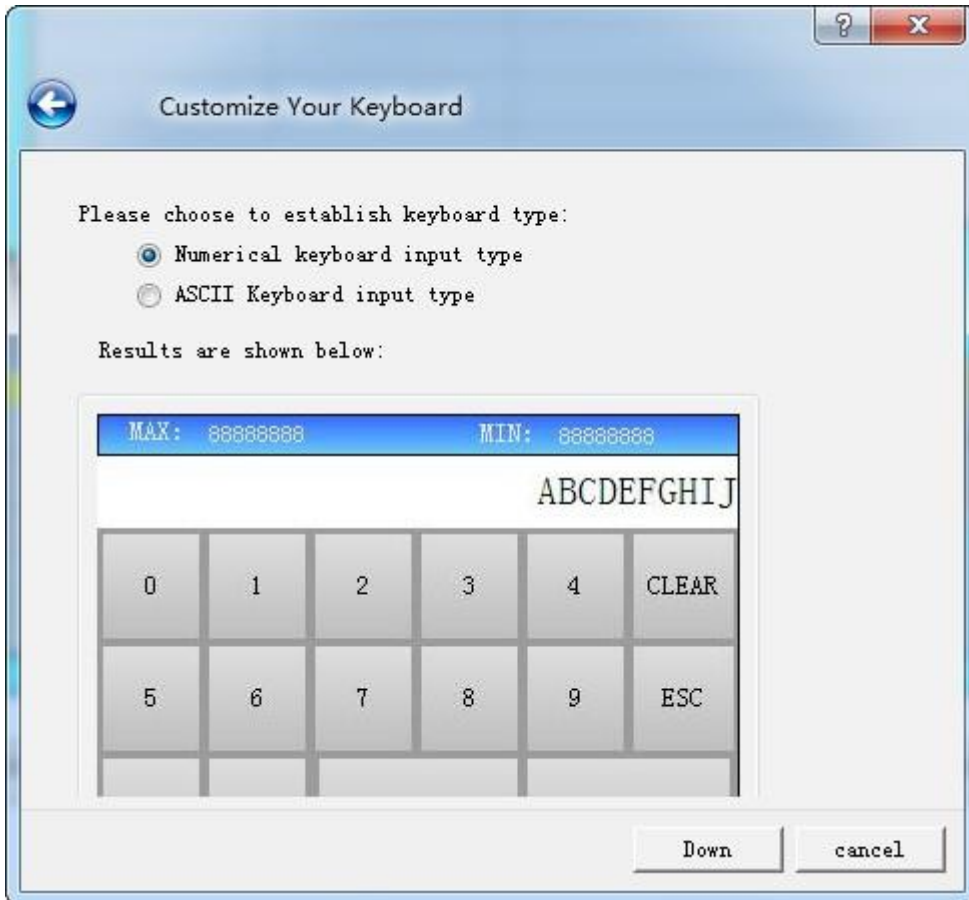 Customize Your Keyboard
Please choose to establish keyboard type:
Numerical keyboard input type
ASCII Keyboard input type
Results are shown below:
MAX: 88888888 MIN: 88888888
ABCDEFGHIJ
0 1 2 3 4 CLEAR
5 6 7 8 9 ESC
Down cancel